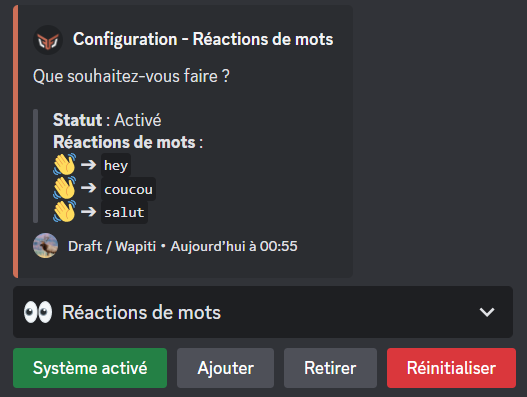 Configuration - Réactions de mots
Que souhaitez-vous faire ?
Statut : Activé
Réactions de mots :
👋 ➔ hey
👋 ➔ coucou
👋 ➔ salut
Draft / Wapiti • Aujourd'hui à 00:55
👀 Réactions de mots
Système activé Ajouter Retirer Réinitialiser